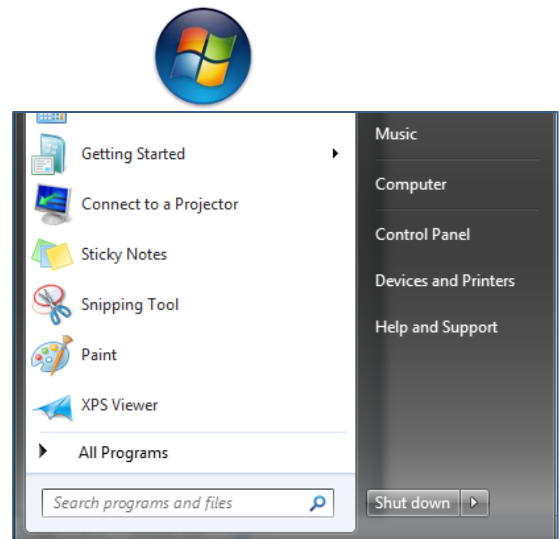 Getting Started
Connect to a Projector
Sticky Notes
Snipping Tool
Paint
XPS Viewer
All Programs
Search programs and files
Music
Computer
Control Panel
Devices and Printers
Help and Support
Shut down